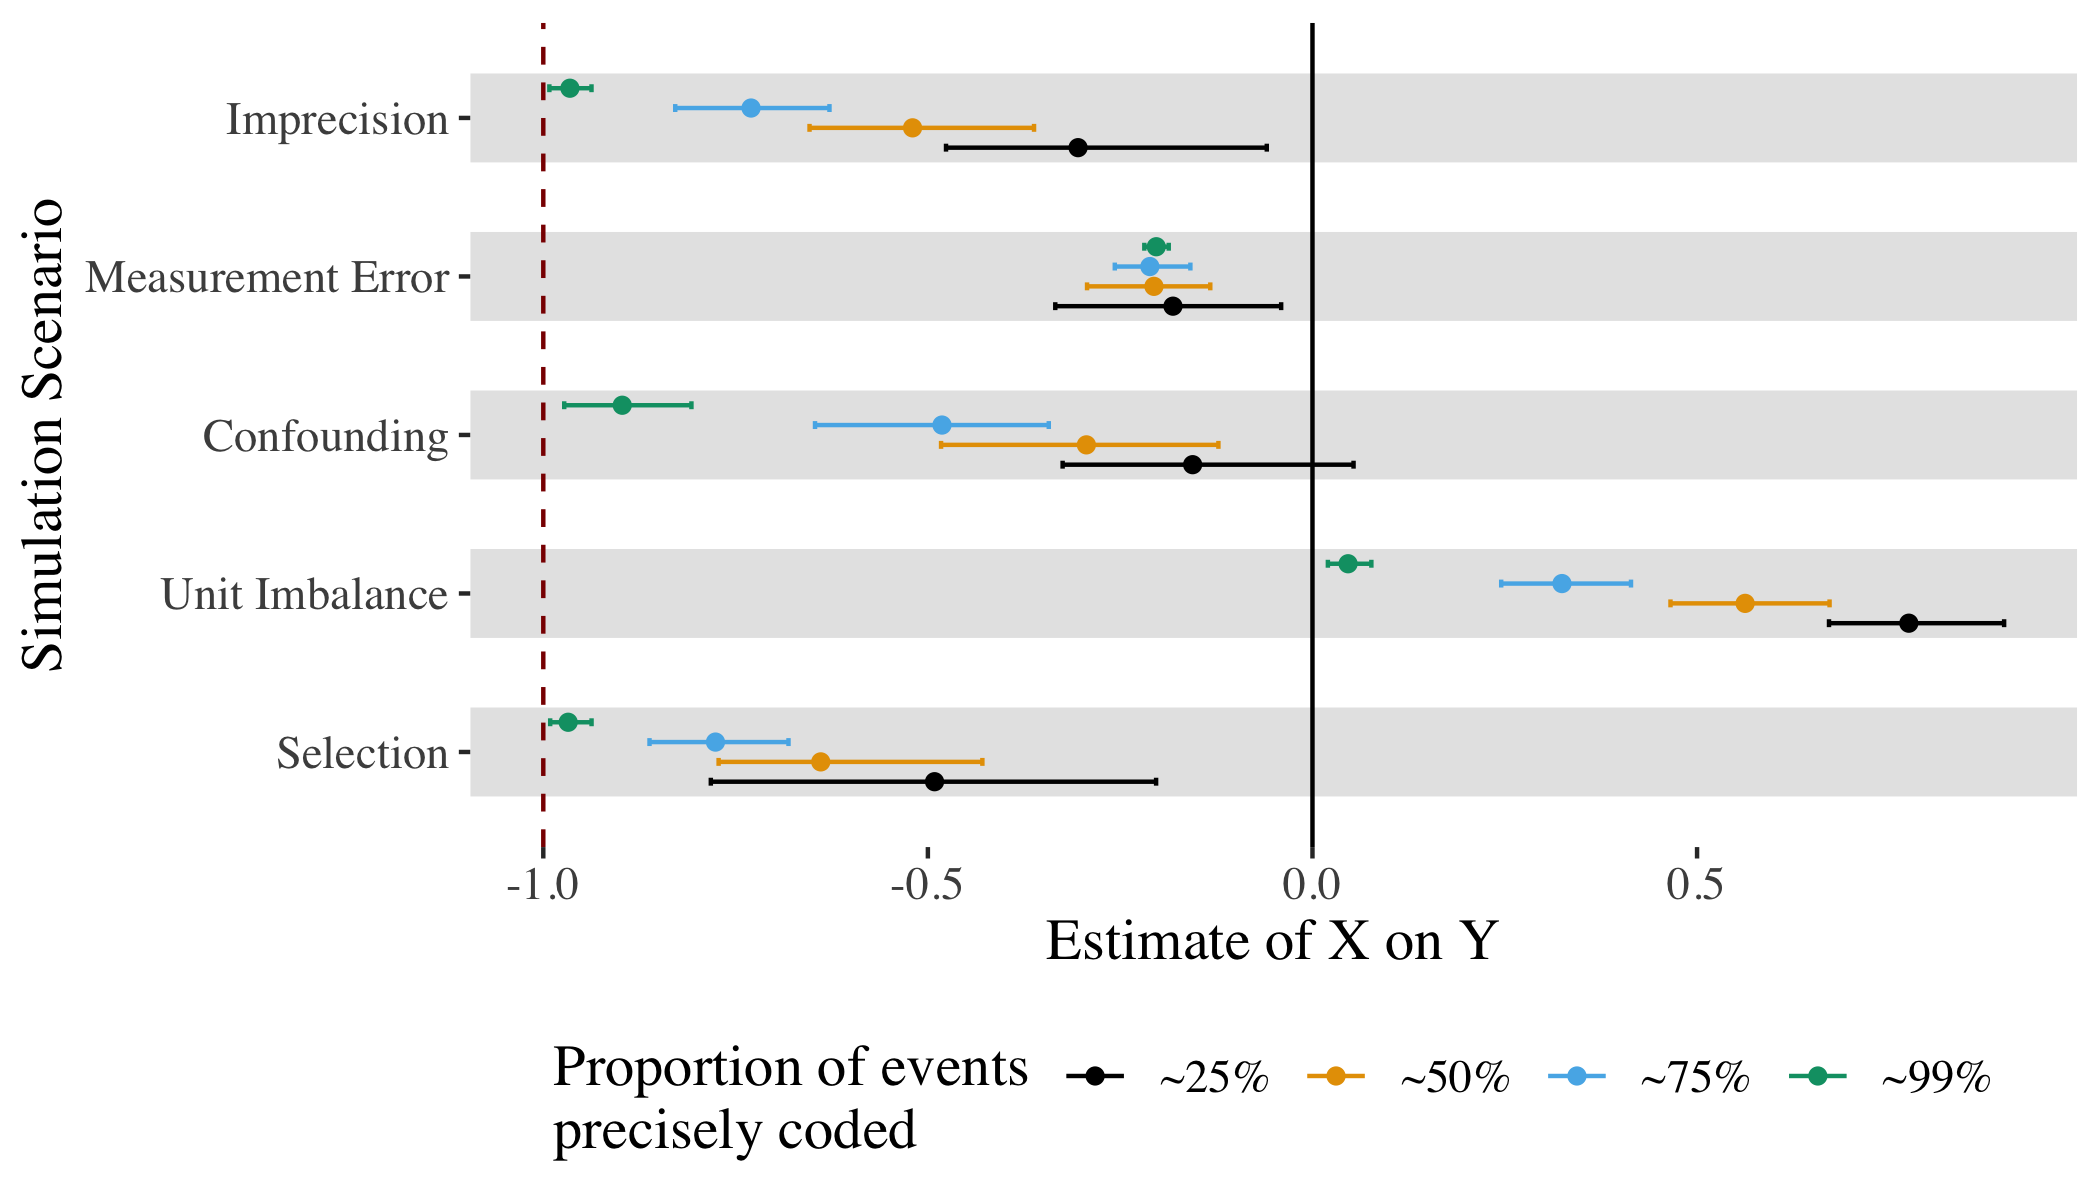 Simulation Scenario
Imprecision
Measurement Error
Confounding
Unit Imbalance
Selection
-1.0 -0.5 0.0 0.5
Estimate of X on Y
Proportion of events
precisely coded
~25% ~50% ~75% ~99%